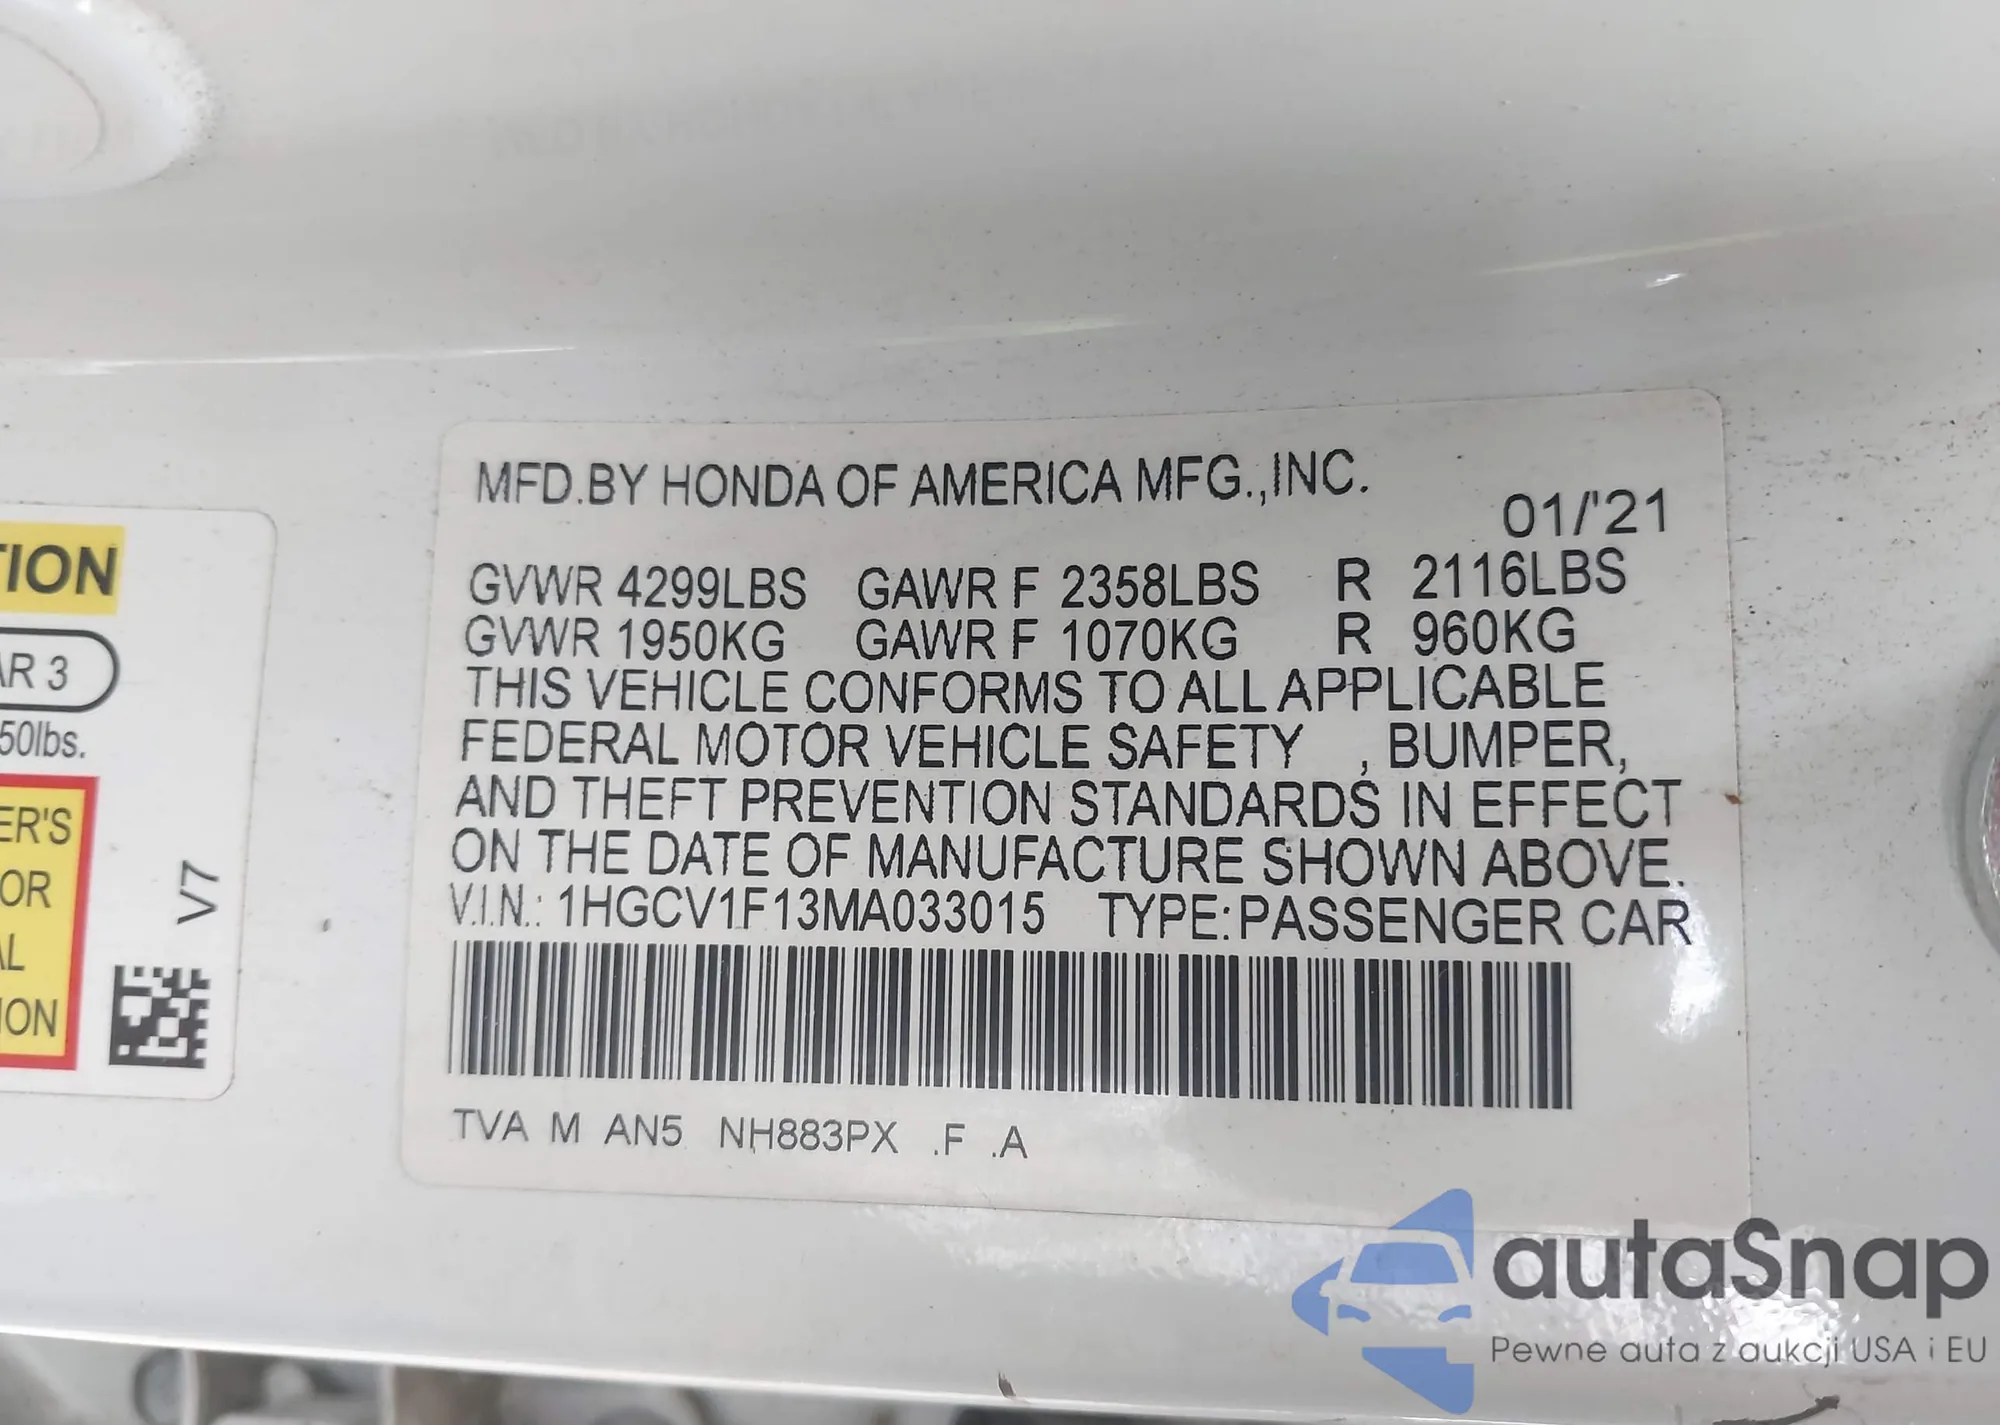 MFD.BY HONDA OF AMERICA MFG.,INC.
01/'21
GVWR 4299LBS GAWR F 2358LBS R 2116LBS
GVWR 1950KG GAWR F 1070KG R 960KG
THIS VEHICLE CONFORMS TO ALL APPLICABLE
FEDERAL MOTOR VEHICLE SAFETY , BUMPER,
AND THEFT PREVENTION STANDARDS IN EFFECT
ON THE DATE OF MANUFACTURE SHOWN ABOVE.
V.I.N.: 1HGCV1F13MA033015 TYPE:PASSENGER CAR
TVA M AN5 NH883PX .F .A
TION
AR 3
50lbs.
ER'S
OR
AL
ION
V7
autaSnap
Pewne auta z aukcji USA i EU